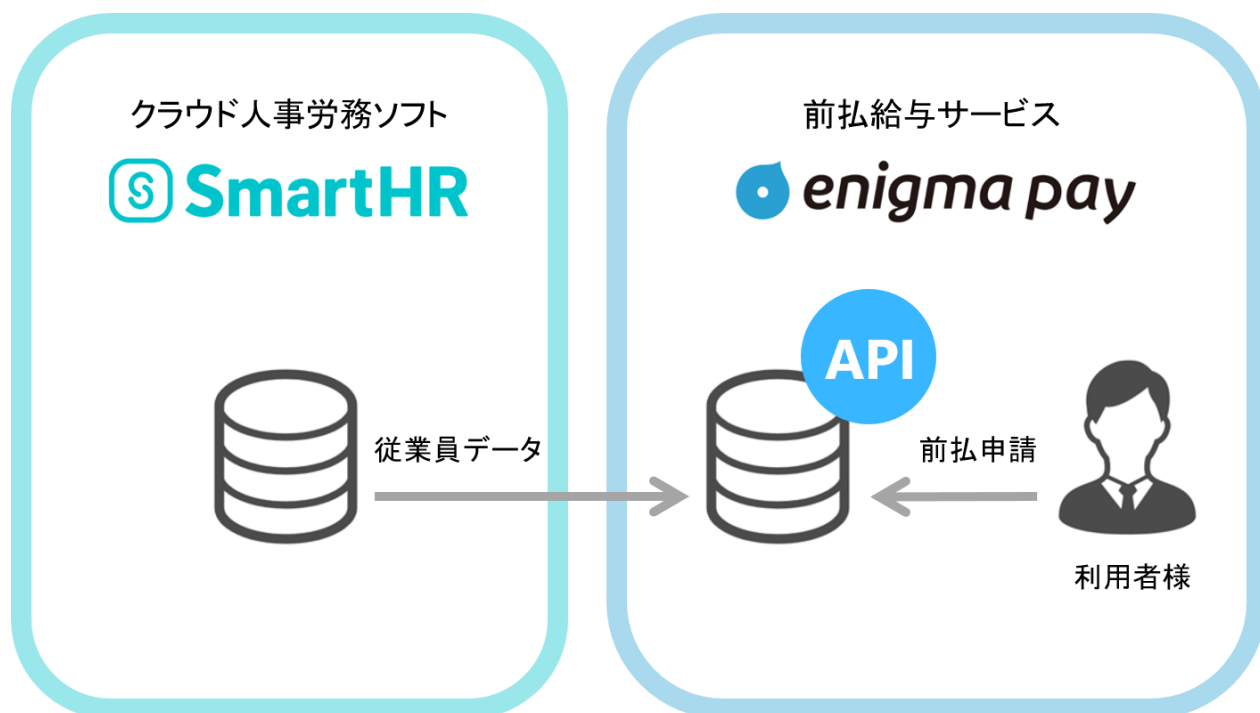 クラウド人事労務ソフト
SmartHR
従業員データ
前払給与サービス
enigma pay
API
前払申請
利用者様